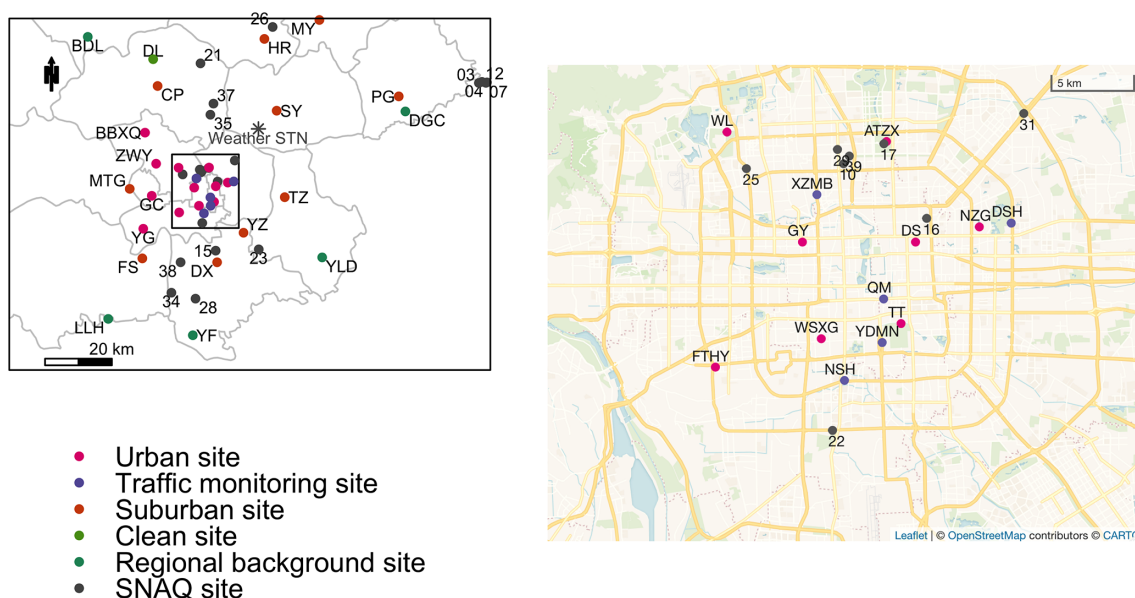 26
MY
BDL
DL
HR
21
03 12
04 07
CP
37
PG
DGC
SY
35
BBXQ
Weather STN
ZWY
MTG
TZ
GC
YG
YZ
15
23
FS
38
DX
YLD
34
28
LLH
YF
20 km
N
Urban site
Traffic monitoring site
Suburban site
Clean site
Regional background site
SNAQ site
5 km
31
WL
ATZX
17
39
10
25
XZMB
NZG
DSH
16
GY
DS
QM
TT
WSXG
YDMN
FTHY
NSH
22
Leaflet | © OpenStreetMap contributors © CART